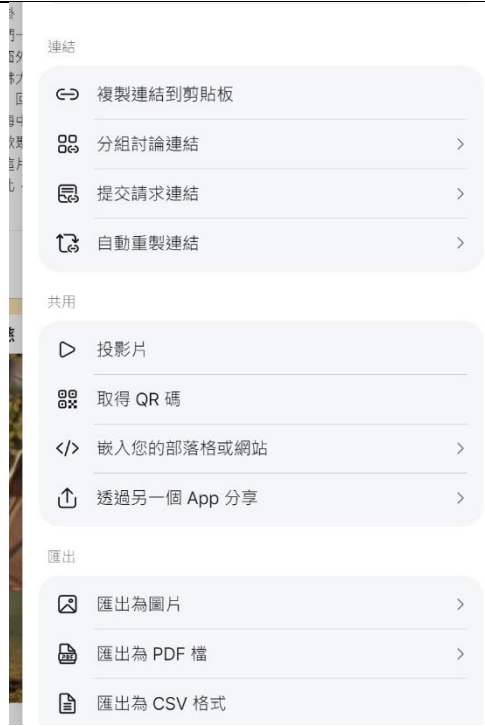 連結
複製連結到剪貼板
分組討論連結
提交請求連結
自動重製連結
共用
投影片
取得 QR 碼
嵌入您的部落格或網站
透過另一個 App 分享
匯出
匯出為圖片
匯出為 PDF 檔
匯出為 CSV 格式